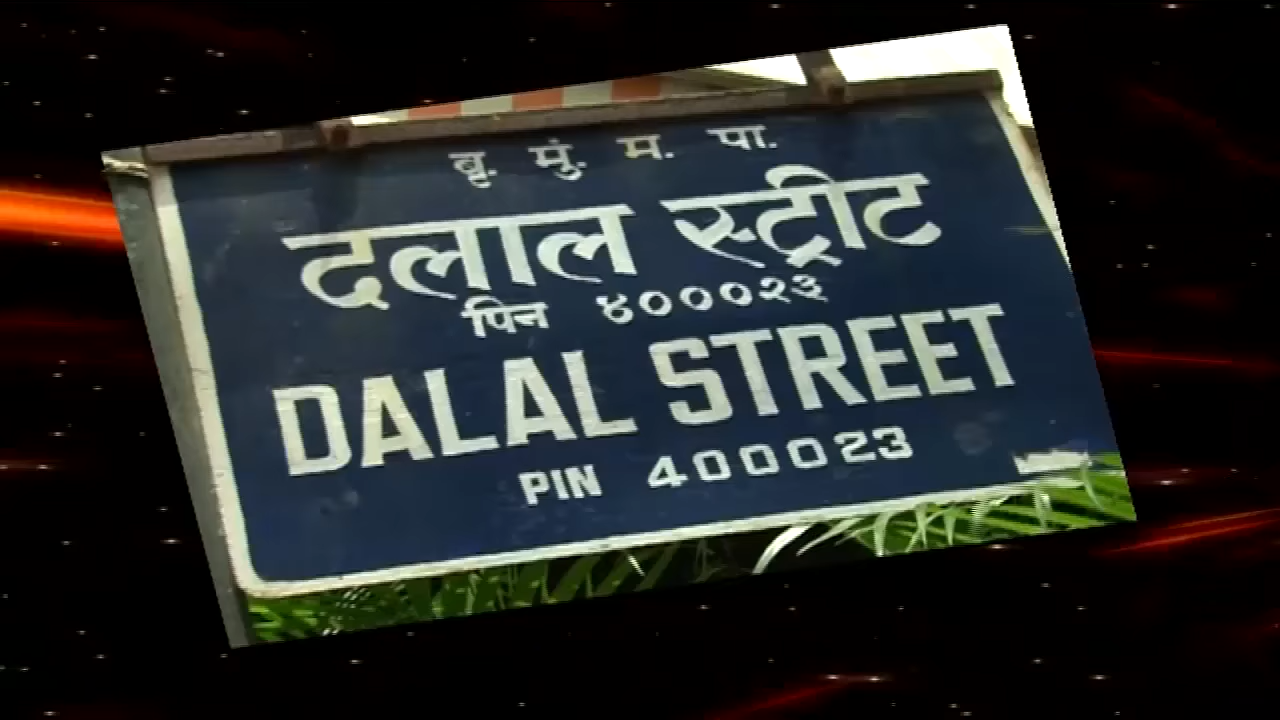 बृ. मुं. म. पा.
दलाल स्ट्रीट
पिन ४०००२३
DALAL STREET
PIN 400023